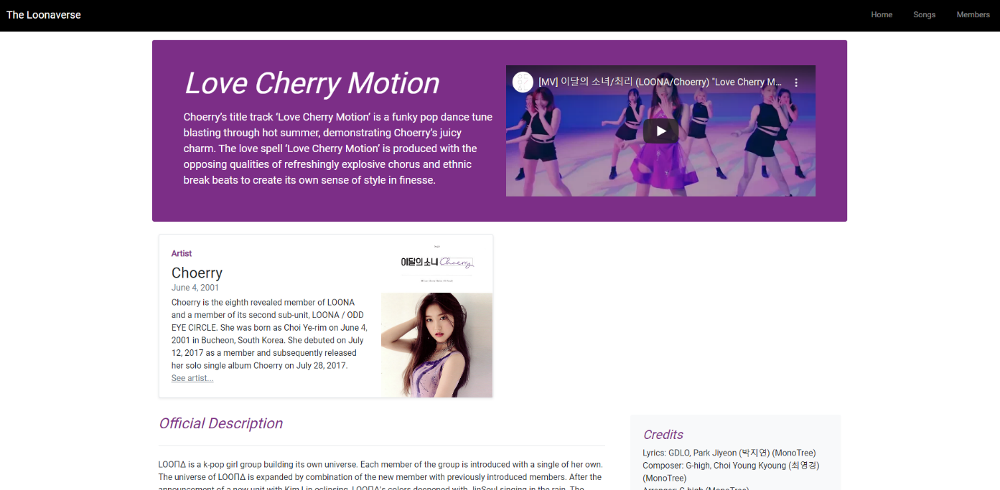 The Loonaverse
Home Songs Members
Love Cherry Motion
Choerry’s title track ‘Love Cherry Motion’ is a funky pop dance tune
blasting through hot summer, demonstrating Choerry’s juicy
charm. The love spell ‘Love Cherry Motion’ is produced with the
opposing qualities of refreshingly explosive chorus and ethnic
break beats to create its own sense of style in finesse.
[MV] 이달의 소녀/최리 (LOONA/Choerry) "Love Cherry M...
Artist
Choerry
June 4, 2001
Choerry is the eighth revealed member of LOONA
and a member of its second sub-unit, LOONA / ODD
EYE CIRCLE. She was born as Choi Ye-rim on June 4,
2001 in Bucheon, South Korea. She debuted on July
12, 2017 as a member and subsequently released
her solo single album Choerry on July 28, 2017.
See artist...
이달의 소녀 Choerry
Official Description
LOOΠΔ is a k-pop girl group building its own universe. Each member of the group is introduced with a single of her own.
The universe of LOOΠΔ is expanded by combination of the new member with previously introduced members. After the
announcement of a new unit with Kim Lip eclipsing, LOOΠΔ's colors deepened with JinSoul singing in the rain. The
Credits
Lyrics: GDLO, Park Jiyeon (박지연) (MonoTree)
Composer: G-high, Choi Young Kyoung (최영경)
(MonoTree)
Arranger: G-high (MonoTree)